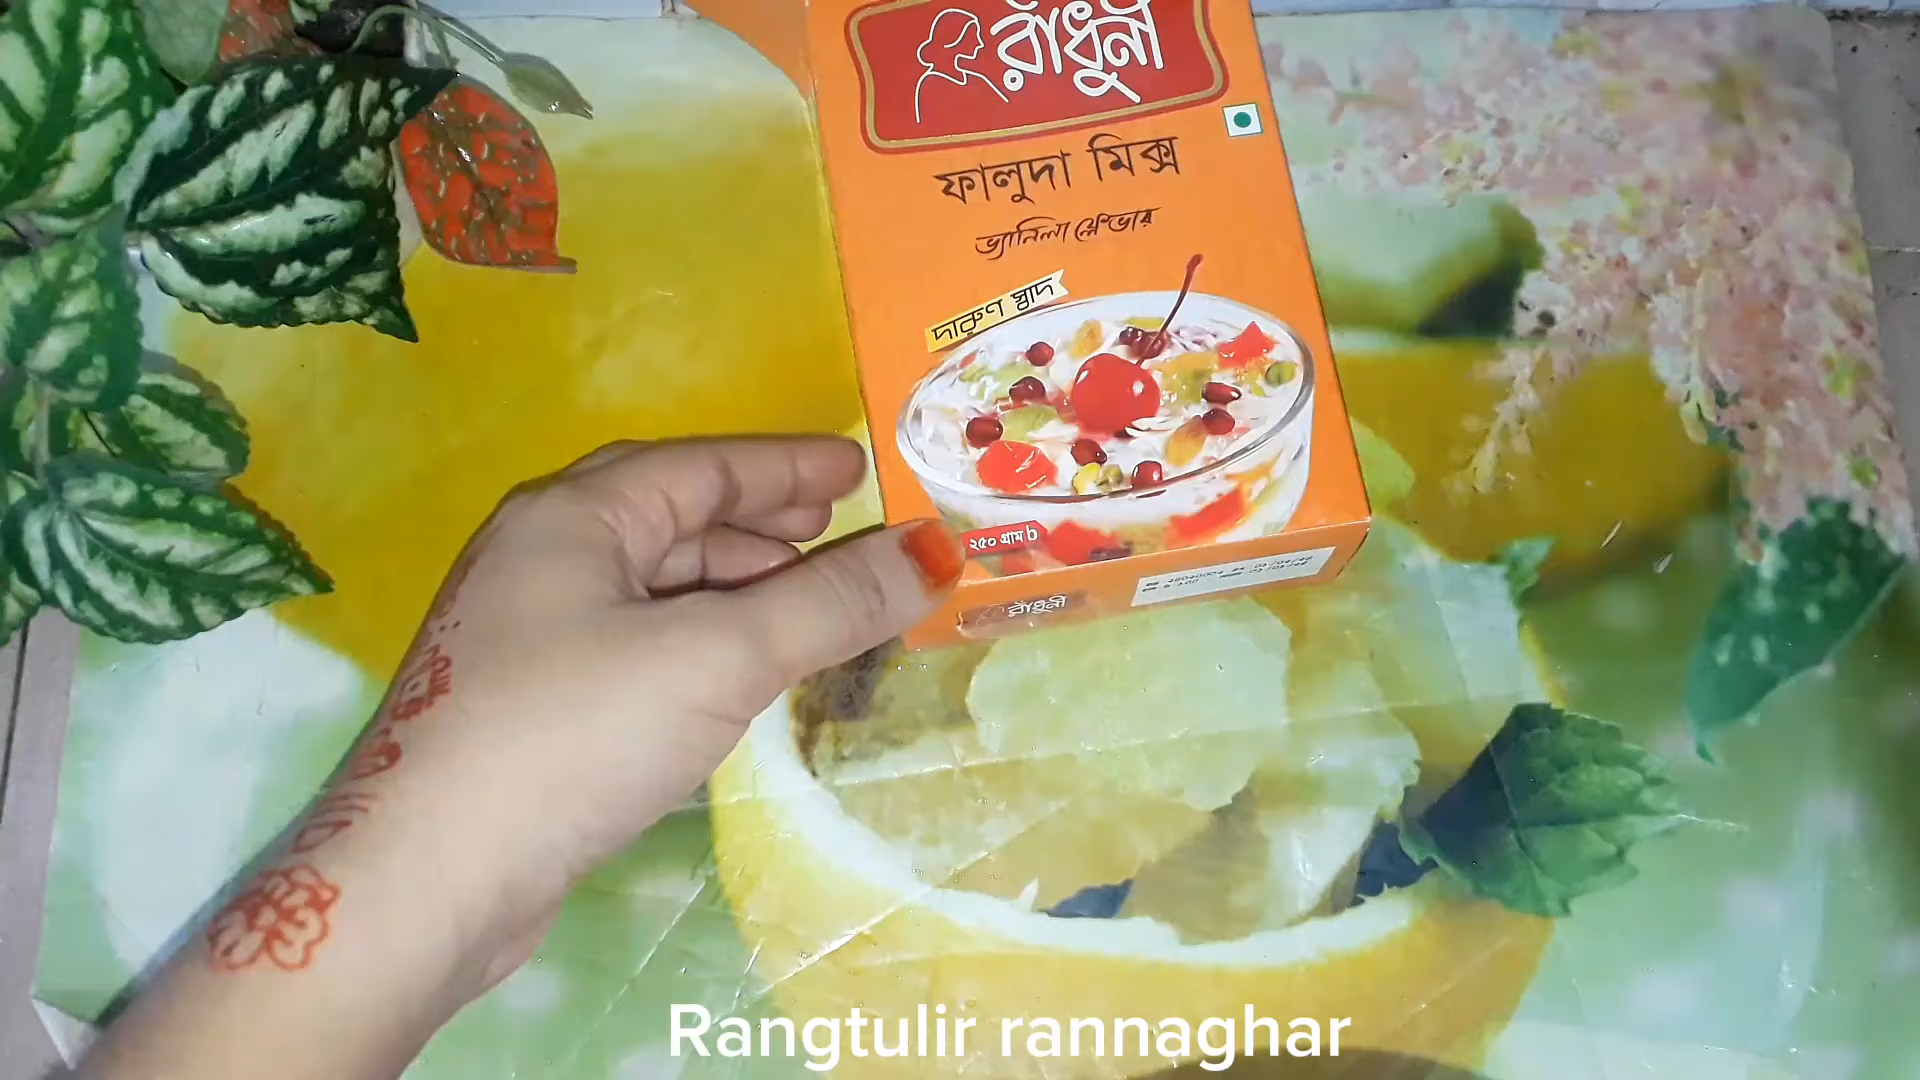 রাঁধুনী
ফালুদা মিক্স
ভ্যানিলা ফ্লেভার
দারুণ স্বাদ
২৫০ গ্রাম b
রাঁধুনী
Rangtulir rannaghar